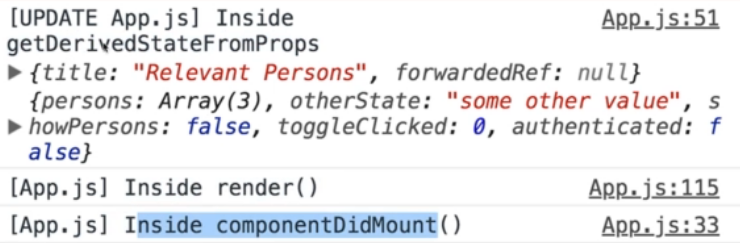 [UPDATE App.js] Inside App.js:51
getDerivedStateFromProps
▶ {title: "Relevant Persons", forwardedRef: null}
{persons: Array(3), otherState: "some other value", s
▶ howPersons: false, toggleClicked: 0, authenticated: f
alse}
[App.js] Inside render() App.js:115
[App.js] Inside componentDidMount() App.js:33